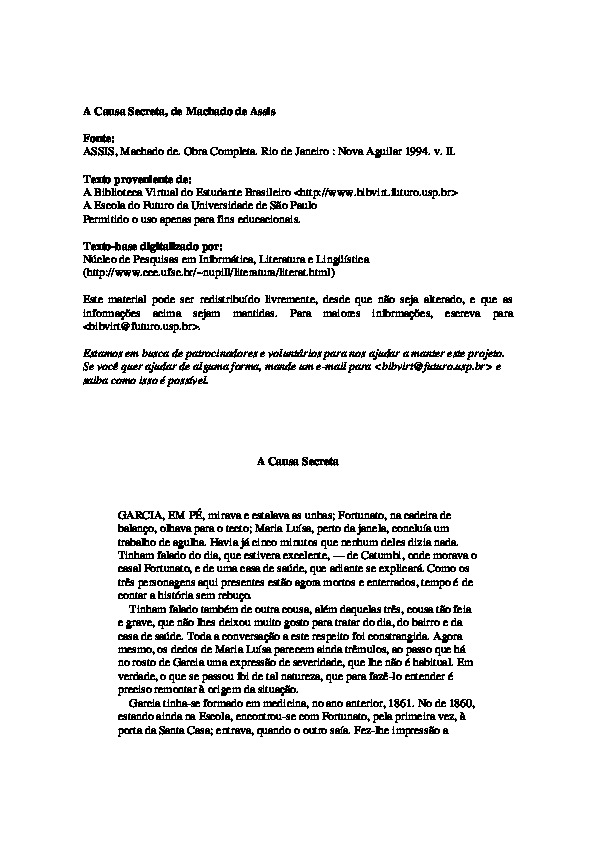 A Causa Secreta, de Machado de Assis
Fonte:
ASSIS, Machado de. Obra Completa. Rio de Janeiro : Nova Aguilar 1994. v. II.
Texto proveniente de:
A Biblioteca Virtual do Estudante Brasileiro <http://www.bibvirt.futuro.usp.br>
A Escola do Futuro da Universidade de São Paulo
Permitido o uso apenas para fins educacionais.
Texto-base digitalizado por:
Núcleo de Pesquisas em Informática, Literatura e Lingüística
(http://www.cce.ufsc.br/~nupill/literatura/literat.html)
Este material pode ser redistribuído livremente, desde que não seja alterado, e que as
informações acima sejam mantidas. Para maiores informações, escreva para
<bibvirt@futuro.usp.br>.
Estamos em busca de patrocinadores e voluntários para nos ajudar a manter este projeto.
Se você quer ajudar de alguma forma, mande um e-mail para <bibvirt@futuro.usp.br> e
saiba como isso é possível.
A Causa Secreta
GARCIA, EM PÉ, mirava e estalava as unhas; Fortunato, na cadeira de
balanço, olhava para o tecto; Maria Luísa, perto da janela, concluía um
trabalho de agulha. Havia já cinco minutos que nenhum deles dizia nada.
Tinham falado do dia, que estivera excelente, — de Catumbi, onde morava o
casal Fortunato, e de uma casa de saúde, que adiante se explicará. Como os
três personagens aqui presentes estão agora mortos e enterrados, tempo é de
contar a história sem rebuço.
Tinham falado também de outra cousa, além daquelas três, cousa tão feia
e grave, que não lhes deixou muito gosto para tratar do dia, do bairro e da
casa de saúde. Toda a conversação a este respeito foi constrangida. Agora
mesmo, os dedos de Maria Luísa parecem ainda trêmulos, ao passo que há
no rosto de Garcia uma expressão de severidade, que lhe não é habitual. Em
verdade, o que se passou foi de tal natureza, que para fazê-lo entender é
preciso remontar à origem da situação.
Garcia tinha-se formado em medicina, no ano anterior, 1861. No de 1860,
estando ainda na Escola, encontrou-se com Fortunato, pela primeira vez, à
porta da Santa Casa; entrava, quando o outro saía. Fez-lhe impressão a